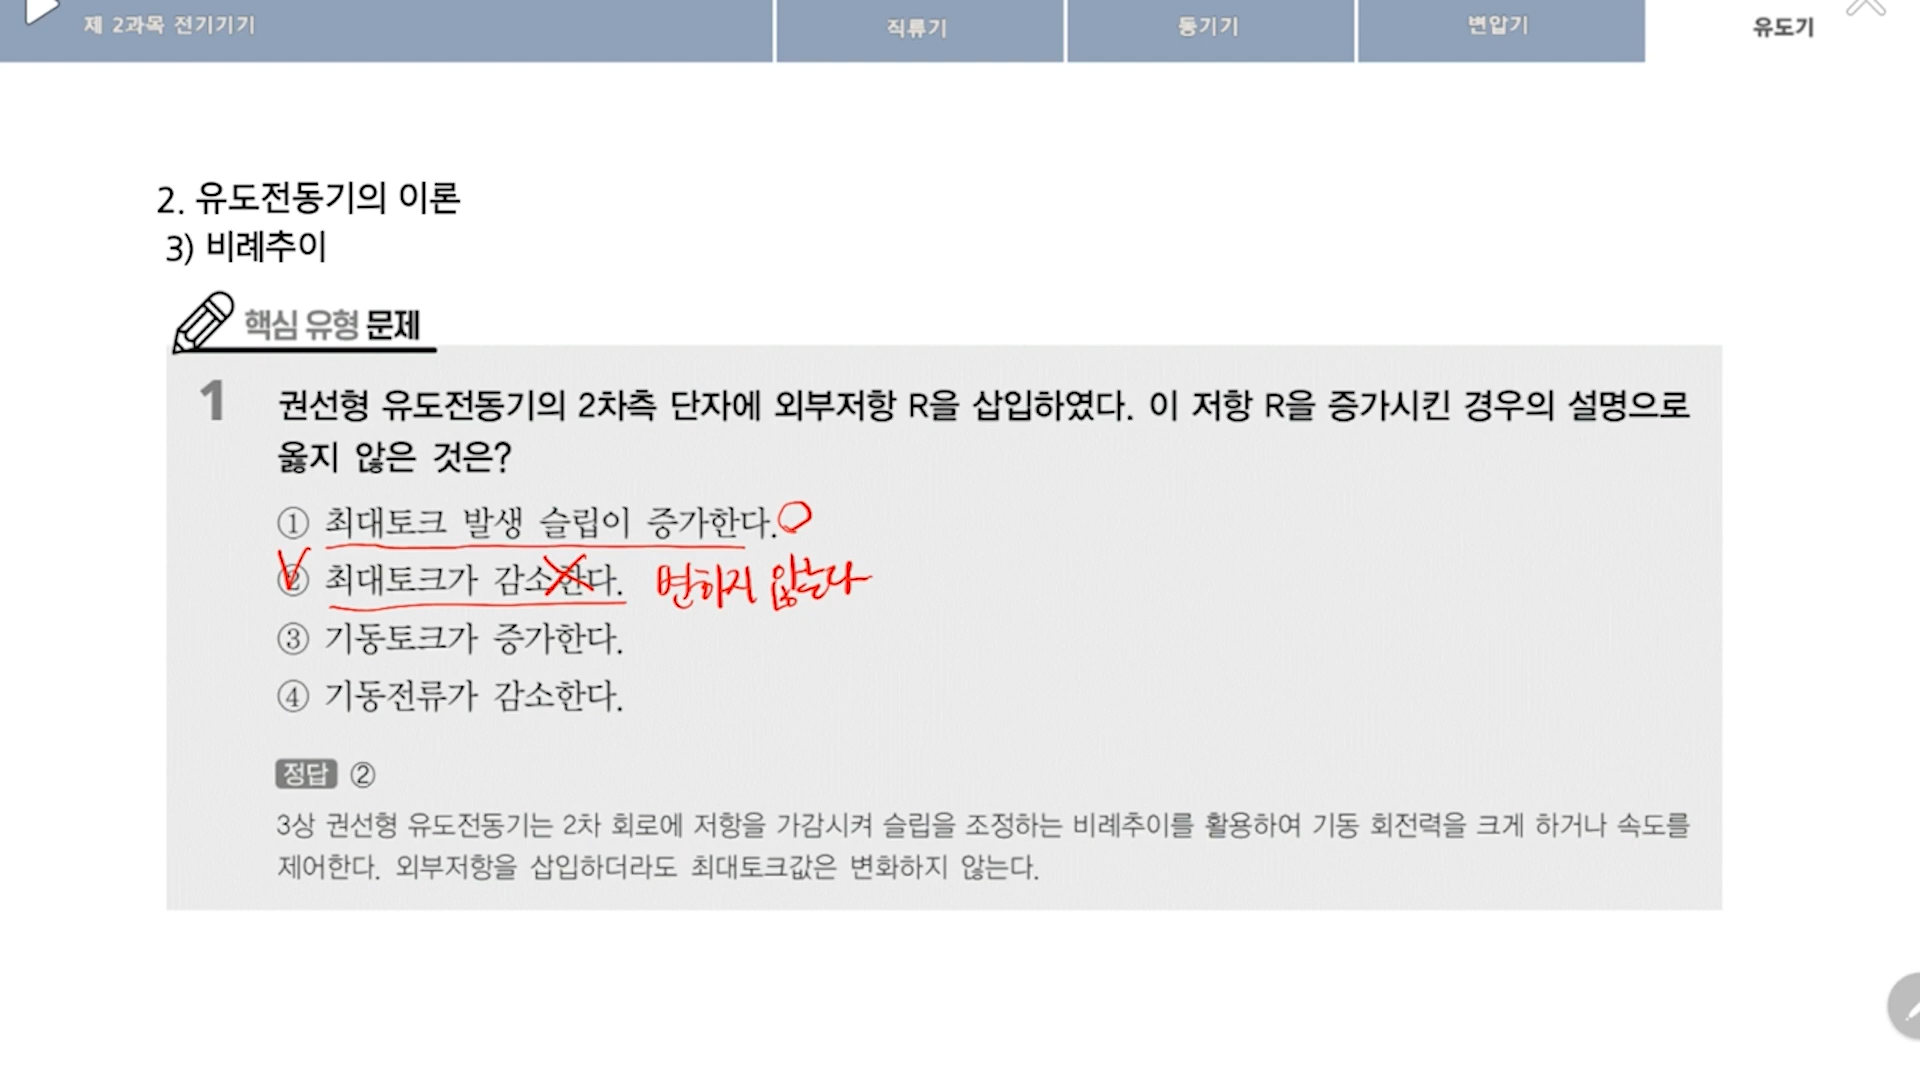 제 2과목 전기기기 직류기 동기기 변압기 유도기
2. 유도전동기의 이론
3) 비례추이
핵심 유형 문제
1 권선형 유도전동기의 2차측 단자에 외부저항 R을 삽입하였다. 이 저항 R을 증가시킨 경우의 설명으로
옳지 않은 것은?
① 최대토크 발생 슬립이 증가한다.
② 최대토크가 감소한다. 변하지 않는다
③ 기동토크가 증가한다.
④ 기동전류가 감소한다.
정답 ②
3상 권선형 유도전동기는 2차 회로에 저항을 가감시켜 슬립을 조정하는 비례추이를 활용하여 기동 회전력을 크게 하거나 속도를
제어한다. 외부저항을 삽입하더라도 최대토크값은 변화하지 않는다.